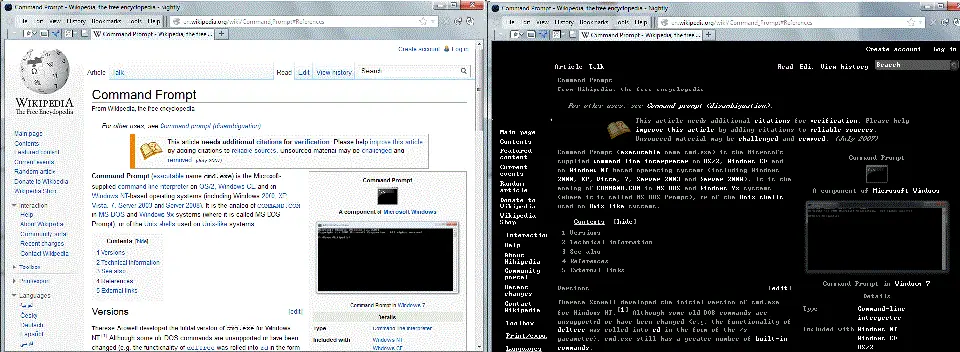 Command Prompt - Wikipedia, the free encyclopedia - Nightly
File Edit View History Bookmarks Tools Help
en.wikipedia.org/wiki/Command_Prompt#References
W Command Prompt - Wikipedia, the free ...
Create account Log in
Article Talk
Read Edit View history Search
WIKIPEDIA
The Free Encyclopedia
Main page
Contents
Featured content
Current events
Random article
Donate to Wikipedia
Wikipedia Shop
Interaction
Help
About Wikipedia
Community portal
Recent changes
Contact Wikipedia
Toolbox
Print/export
Languages
العربية
Česky
Deutsch
Español
Command Prompt
From Wikipedia, the free encyclopedia
For other uses, see Command prompt (disambiguation).
This article needs additional citations for verification. Please help improve this article
by adding citations to reliable sources. Unsourced material may be challenged and
removed. (July 2007)
Command Prompt (executable name cmd.exe) is the Microsoft-
supplied command-line interpreter on OS/2, Windows CE and on
Windows NT-based operating systems (including Windows 2000, XP,
Vista, 7, Server 2003 and Server 2008). It is the analog of COMMAND.COM
in MS-DOS and Windows 9x systems (where it is called MS-DOS
Prompt), or of the Unix shells used on Unix-like systems.
Contents [hide]
1 Versions
2 Technical information
3 See also
4 References
5 External links
Versions [edit]
Therese Stowell developed the initial version of cmd.exe for Windows
NT.[1] Although some old DOS commands are unsupported or have been
changed (e.g. the functionality of deltree was rolled into rd in the form
Command Prompt
A component of Microsoft Windows
Command Prompt in Windows 7
Details
Type Command-line interpreter
Included with Windows NT
Windows CE
Command Prompt - Wikipedia, the free encyclopedia - Nightly
File Edit View History Bookmarks Tools Help
en.wikipedia.org/wiki/Command_Prompt#References
W Command Prompt - Wikipedia, the free ...
Create account Log in
Article Talk
Read Edit View history Search
Main page
Contents
Featured
content
Current
events
Random
article
Donate to
Wikipedia
Wikipedia
Shop
Interaction
Help
About
Wikipedia
Community
portal
Recent
changes
Contact
Wikipedia
Toolbox
Print/expo
Languages
Command Prompt
From Wikipedia, the free encyclopedia
For other uses, see Command prompt (disambiguation).
This article needs additional citations for verification. Please help
improve this article by adding citations to reliable sources.
Unsourced material may be challenged and removed. (July 2007)
Command Prompt (executable name cmd.exe) is the Microsoft-
supplied command-line interpreter on OS/2, Windows CE and
on Windows NT-based operating systems (including Windows
2000, XP, Vista, 7, Server 2003 and Server 2008). It is the
analog of COMMAND.COM in MS-DOS and Windows 9x systems
(where it is called MS-DOS Prompt), or of the Unix shells
used on Unix-like systems.
Contents [hide]
1 Versions
2 Technical information
3 See also
4 References
5 External links
Versions [edit]
Therese Stowell developed the initial version of cmd.exe
for Windows NT.[1] Although some old DOS commands are
unsupported or have been changed (e.g. the functionality of
deltree was rolled into rd in the form of the /s
parameter), cmd.exe still has a greater number of built-in
commands.
Command Prompt
A component of Microsoft Windows
Command Prompt in Windows 7
Details
Type Command-line
interpreter
Included with Windows NT
Windows CE
OS/2